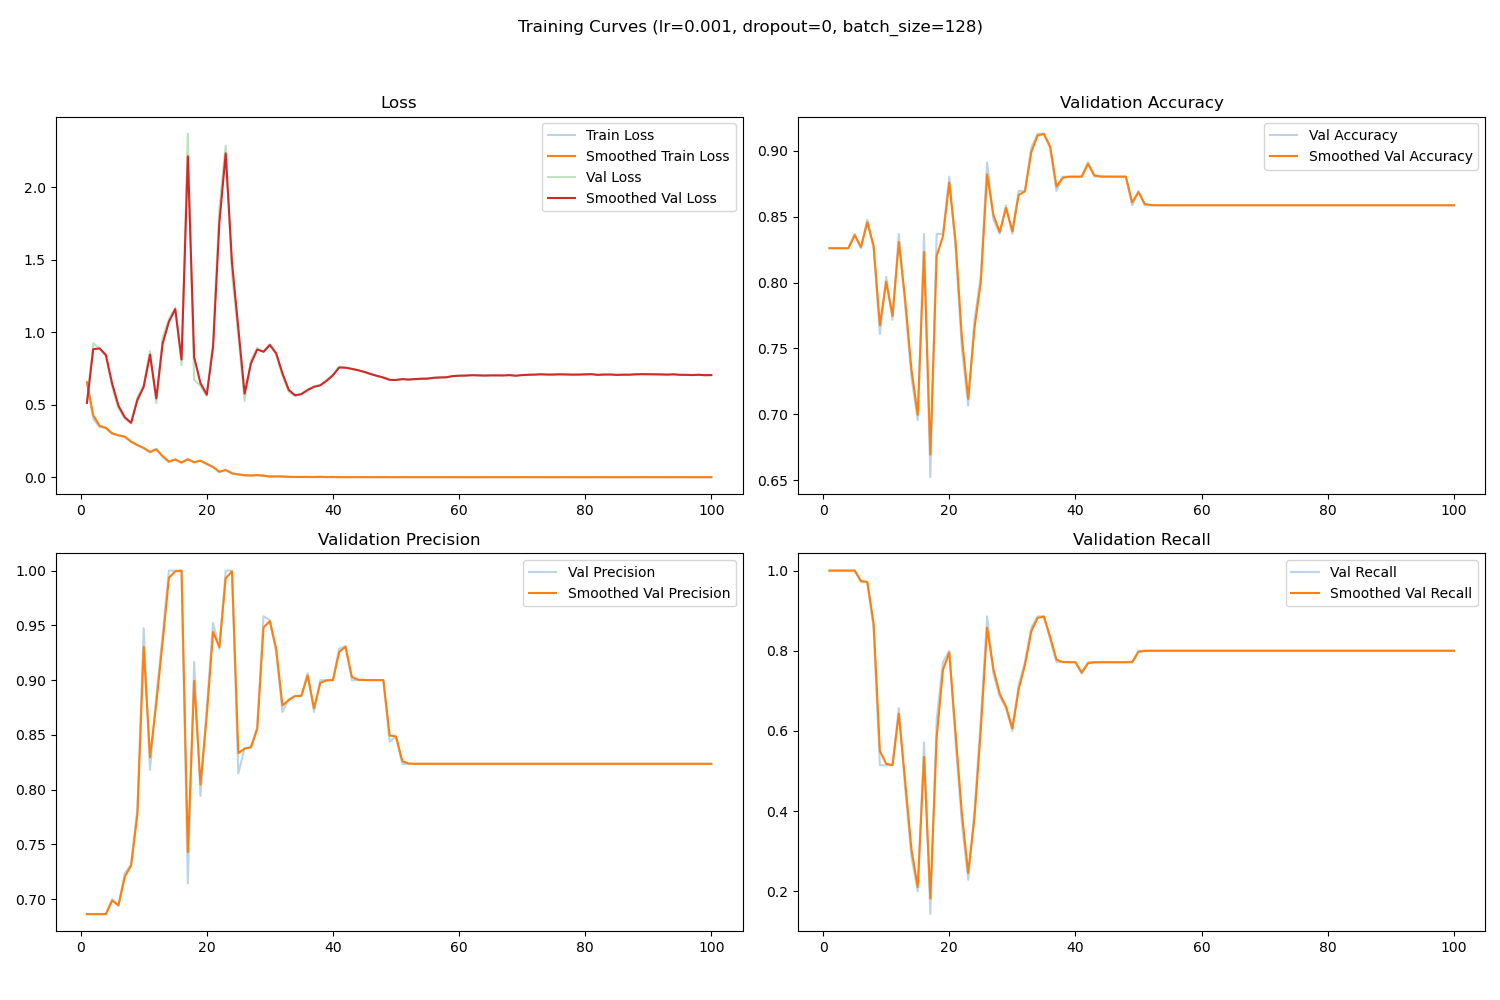 Training Curves (lr=0.001, dropout=0, batch_size=128)
Loss
Train Loss
Smoothed Train Loss
Val Loss
Smoothed Val Loss
2.0
1.5
1.0
0.5
0.0
0 20 40 60 80 100
Validation Accuracy
Val Accuracy
Smoothed Val Accuracy
0.90
0.85
0.80
0.75
0.70
0.65
0 20 40 60 80 100
Validation Precision
Val Precision
Smoothed Val Precision
1.00
0.95
0.90
0.85
0.80
0.75
0.70
0 20 40 60 80 100
Validation Recall
Val Recall
Smoothed Val Recall
1.0
0.8
0.6
0.4
0.2
0 20 40 60 80 100